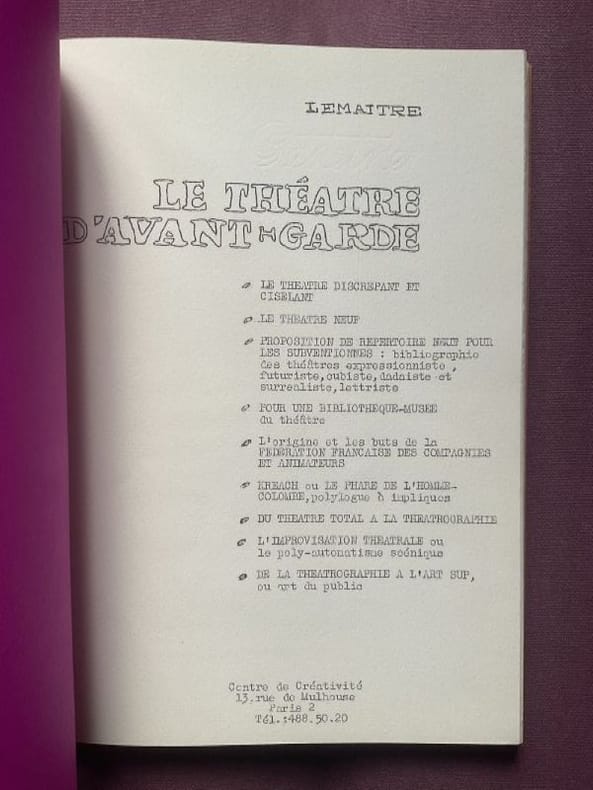 LEMAITRE
LE THÉATRE
D'AVANT-GARDE
LE THEATRE DISCREPANT ET
CISELANT
LE THEATRE NEUF
PROPOSITION DE REPERTOIRE NEUF POUR
LES SUBVENTIONNES : bibliographie
des théâtres expressionniste,
futuriste,cubiste,dadaiste et
surrealiste,lettriste
POUR UNE BIBLIOTHEQUE-MUSEE
du théâtre
L'origine et les buts de la
FEDERATION FRANCAISE DES COMPAGNIES
ET ANIMATEURS
KREACH ou LE PHARE DE L'HOMME-
COLOMBE,polylogue à impliques
DU THEATRE TOTAL A LA THEATROGRAPHIE
L'IMPROVISATION THEATRALE ou
le poly-automatisme scénique
DE LA THEATROGRAPHIE A L'ART SUP,
ou art du public
Centre de Créativité
13,rue de Mulhouse
Paris 2
Tél.:488.50.20